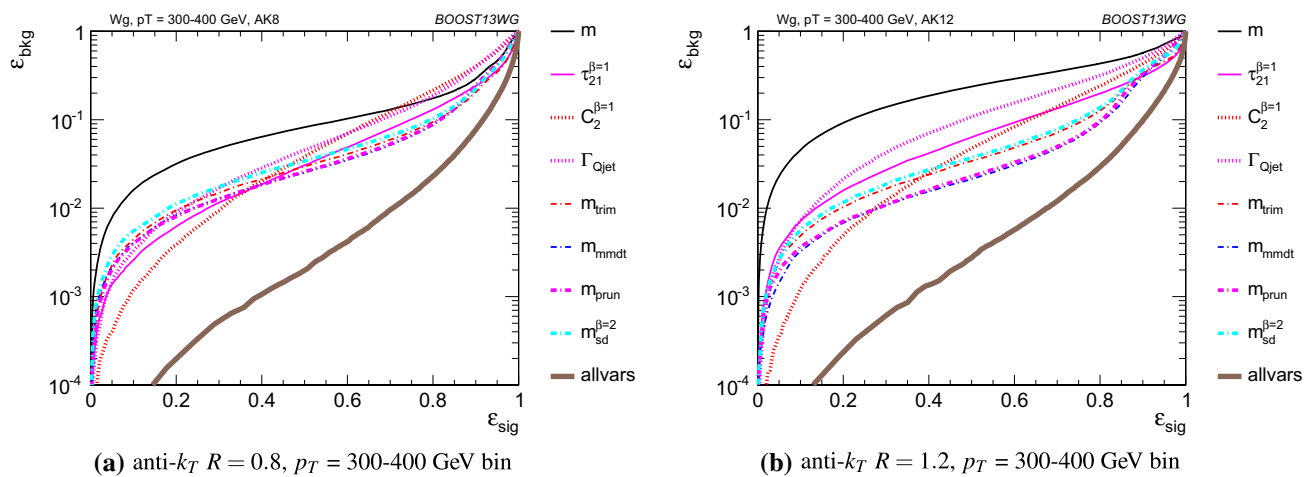 Wg, pT = 300-400 GeV, AK8 BOOST13WG
ε_bkg
1
10⁻¹
10⁻²
10⁻³
10⁻⁴
0 0.2 0.4 0.6 0.8 1
ε_sig
m
τ₂₁^β=1
C₂^β=1
Γ_Qjet
m_trim
m_mmdt
m_prun
m_sd^β=2
allvars
(a) anti-k_T R = 0.8, p_T = 300-400 GeV bin
Wg, pT = 300-400 GeV, AK12 BOOST13WG
ε_bkg
1
10⁻¹
10⁻²
10⁻³
10⁻⁴
0 0.2 0.4 0.6 0.8 1
ε_sig
m
τ₂₁^β=1
C₂^β=1
Γ_Qjet
m_trim
m_mmdt
m_prun
m_sd^β=2
allvars
(b) anti-k_T R = 1.2, p_T = 300-400 GeV bin